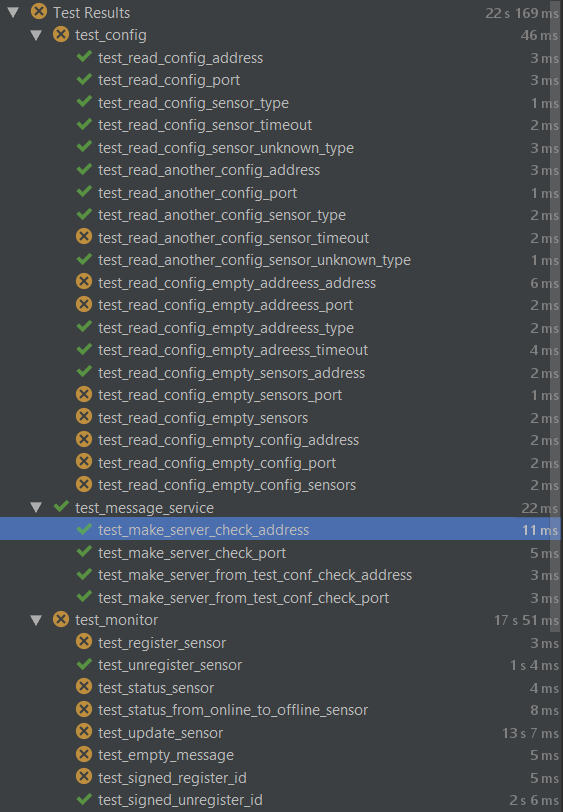 Test Results 22 s 169 ms
test_config 46 ms
test_read_config_address 3 ms
test_read_config_port 3 ms
test_read_config_sensor_type 1 ms
test_read_config_sensor_timeout 2 ms
test_read_config_sensor_unknown_type 3 ms
test_read_another_config_address 3 ms
test_read_another_config_port 1 ms
test_read_another_config_sensor_type 2 ms
test_read_another_config_sensor_timeout 2 ms
test_read_another_config_sensor_unknown_type 1 ms
test_read_config_empty_addreess_address 6 ms
test_read_config_empty_addreess_port 2 ms
test_read_config_empty_addreess_type 2 ms
test_read_config_empty_adreess_timeout 4 ms
test_read_config_empty_sensors_address 2 ms
test_read_config_empty_sensors_port 1 ms
test_read_config_empty_sensors 2 ms
test_read_config_empty_config_address 2 ms
test_read_config_empty_config_port 2 ms
test_read_config_empty_config_sensors 2 ms
test_message_service 22 ms
test_make_server_check_address 11 ms
test_make_server_check_port 5 ms
test_make_server_from_test_conf_check_address 3 ms
test_make_server_from_test_conf_check_port 3 ms
test_monitor 17 s 51 ms
test_register_sensor 3 ms
test_unregister_sensor 1 s 4 ms
test_status_sensor 4 ms
test_status_from_online_to_offline_sensor 8 ms
test_update_sensor 13 s 7 ms
test_empty_message 5 ms
test_signed_register_id 5 ms
test_signed_unregister_id 2 s 6 ms